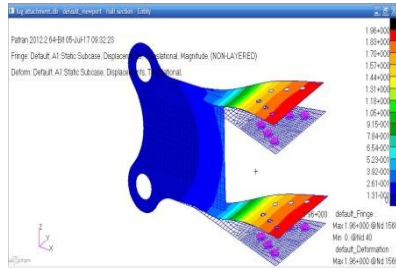 lug attachment.db - default_viewport - Full section - Entity
Patran 2012.2 64-Bit 05-Jul-17 09:32:23
Fringe: Default, A1:Static Subcase, Displacements, Translational, Magnitude, (NON-LAYERED)
Deform: Default, A1:Static Subcase, Displacements, Translational,
1.96+000
1.83+000
1.70+000
1.57+000
1.44+000
1.31+000
1.18+000
1.05+000
9.15-001
7.84-001
6.54-001
5.23-001
3.92-001
2.61-001
1.31-001
default_Fringe :
Max 1.96+000 @Nd 156
Min 0. @Nd 40
default_Deformation :
Max 1.96+000 @Nd 156
Z
Y
X